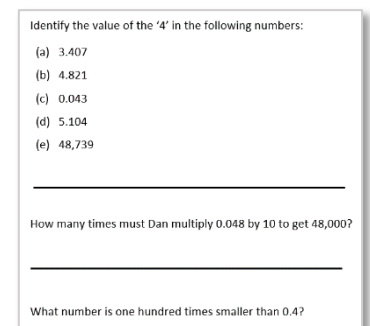 Identify the value of the ‘4’ in the following numbers:
(a) 3.407
(b) 4.821
(c) 0.043
(d) 5.104
(e) 48,739
How many times must Dan multiply 0.048 by 10 to get 48,000?
What number is one hundred times smaller than 0.4?